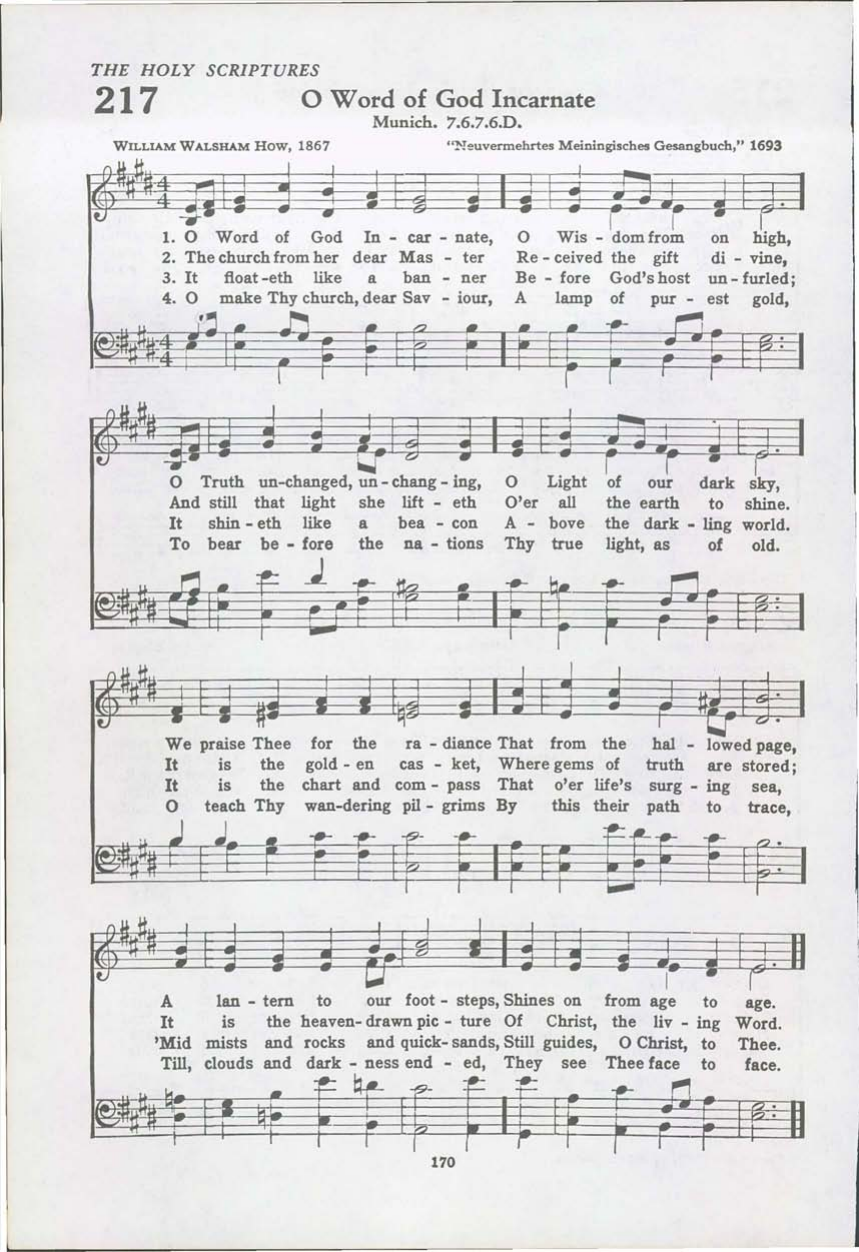 THE HOLY SCRIPTURES
217 O Word of God Incarnate
Munich. 7.6.7.6.D.
WILLIAM WALSHAM HOW, 1867 "Neuvermehrtes Meiningisches Gesangbuch," 1693
4
4
1. O Word of God In - car - nate, O Wis - dom from on high,
2. The church from her dear Mas - ter Re - ceived the gift di - vine,
3. It float - eth like a ban - ner Be - fore God's host un - furled;
4. O make Thy church, dear Sav - iour, A lamp of pur - est gold,
4
4
O Truth un-changed, un - chang - ing, O Light of our dark sky,
And still that light she lift - eth O'er all the earth to shine.
It shin - eth like a bea - con A - bove the dark - ling world.
To bear be - fore the na - tions Thy true light, as of old.
We praise Thee for the ra - diance That from the hal - lowed page,
It is the gold - en cas - ket, Where gems of truth are stored;
It is the chart and com - pass That o'er life's surg - ing sea,
O teach Thy wan-dering pil - grims By this their path to trace,
A lan - tern to our foot - steps, Shines on from age to age.
It is the heaven- drawn pic - ture Of Christ, the liv - ing Word.
'Mid mists and rocks and quick- sands, Still guides, O Christ, to Thee.
Till, clouds and dark - ness end - ed, They see Thee face to face.
170